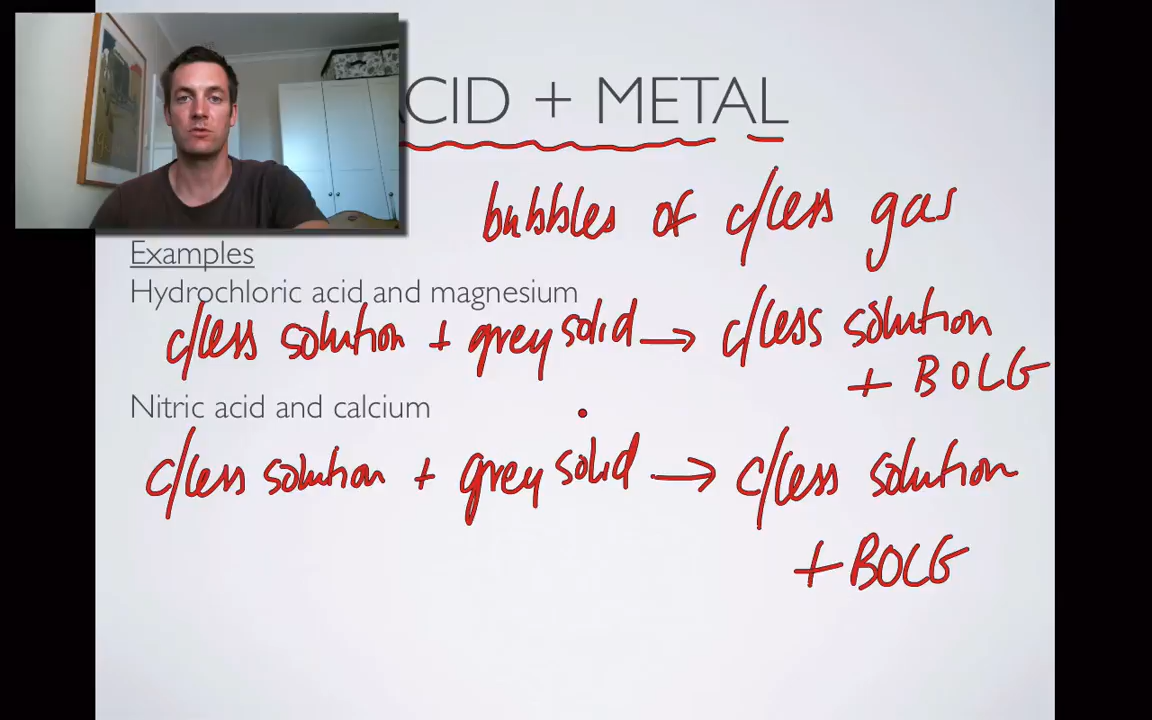 CID + METAL
bubbles of c/less gas
Examples
Hydrochloric acid and magnesium
c/less solution + grey solid → c/less solution
+ BOLG
Nitric acid and calcium
c/less solution + grey solid → c/less solution
+ BOLG